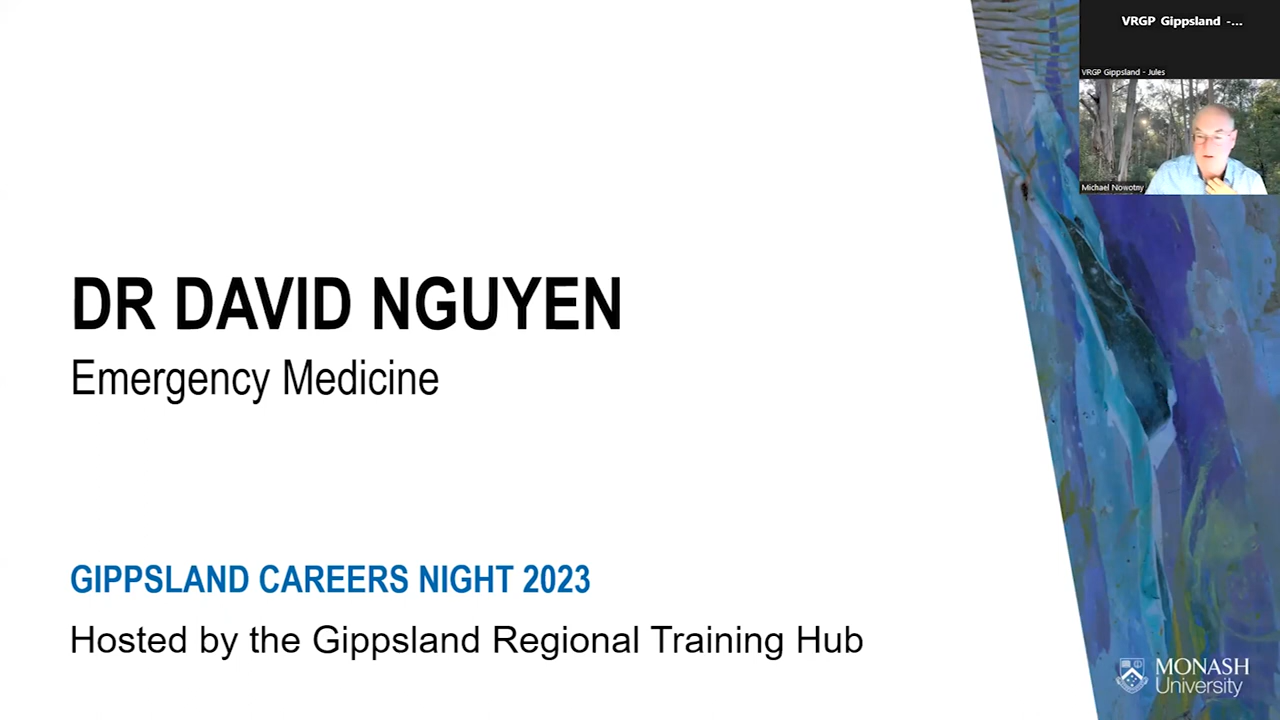 VRGP Gippsland -...
VRGP Gippsland - Jules
Michael Nowotny
DR DAVID NGUYEN
Emergency Medicine
GIPPSLAND CAREERS NIGHT 2023
Hosted by the Gippsland Regional Training Hub
MONASH
University